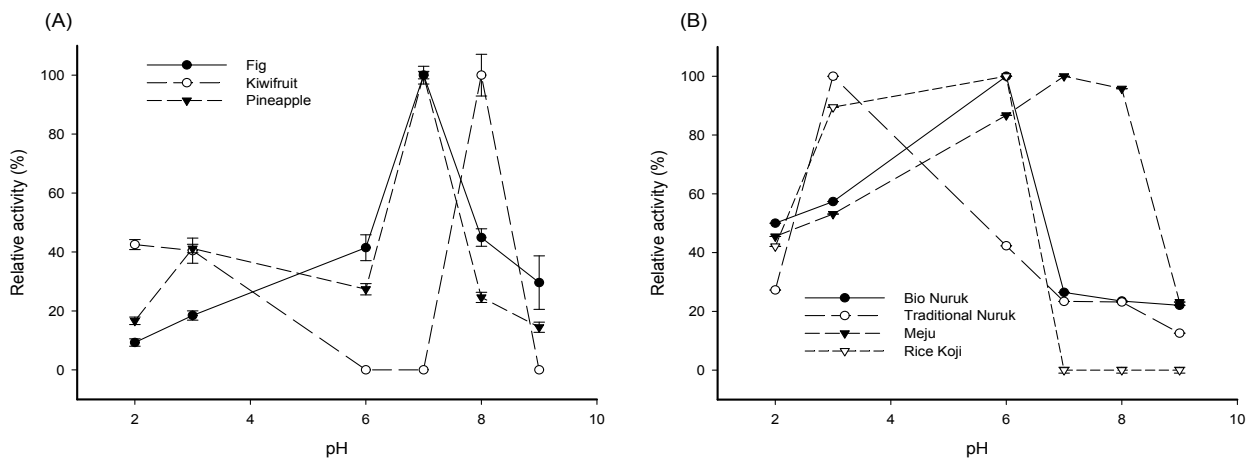 (A)
Fig
Kiwifruit
Pineapple
100
80
60
40
20
0
Relative activity (%)
2
4
6
8
10
pH
(B)
100
80
60
40
20
0
Relative activity (%)
Bio Nuruk
Traditional Nuruk
Meju
Rice Koji
2
4
6
8
10
pH